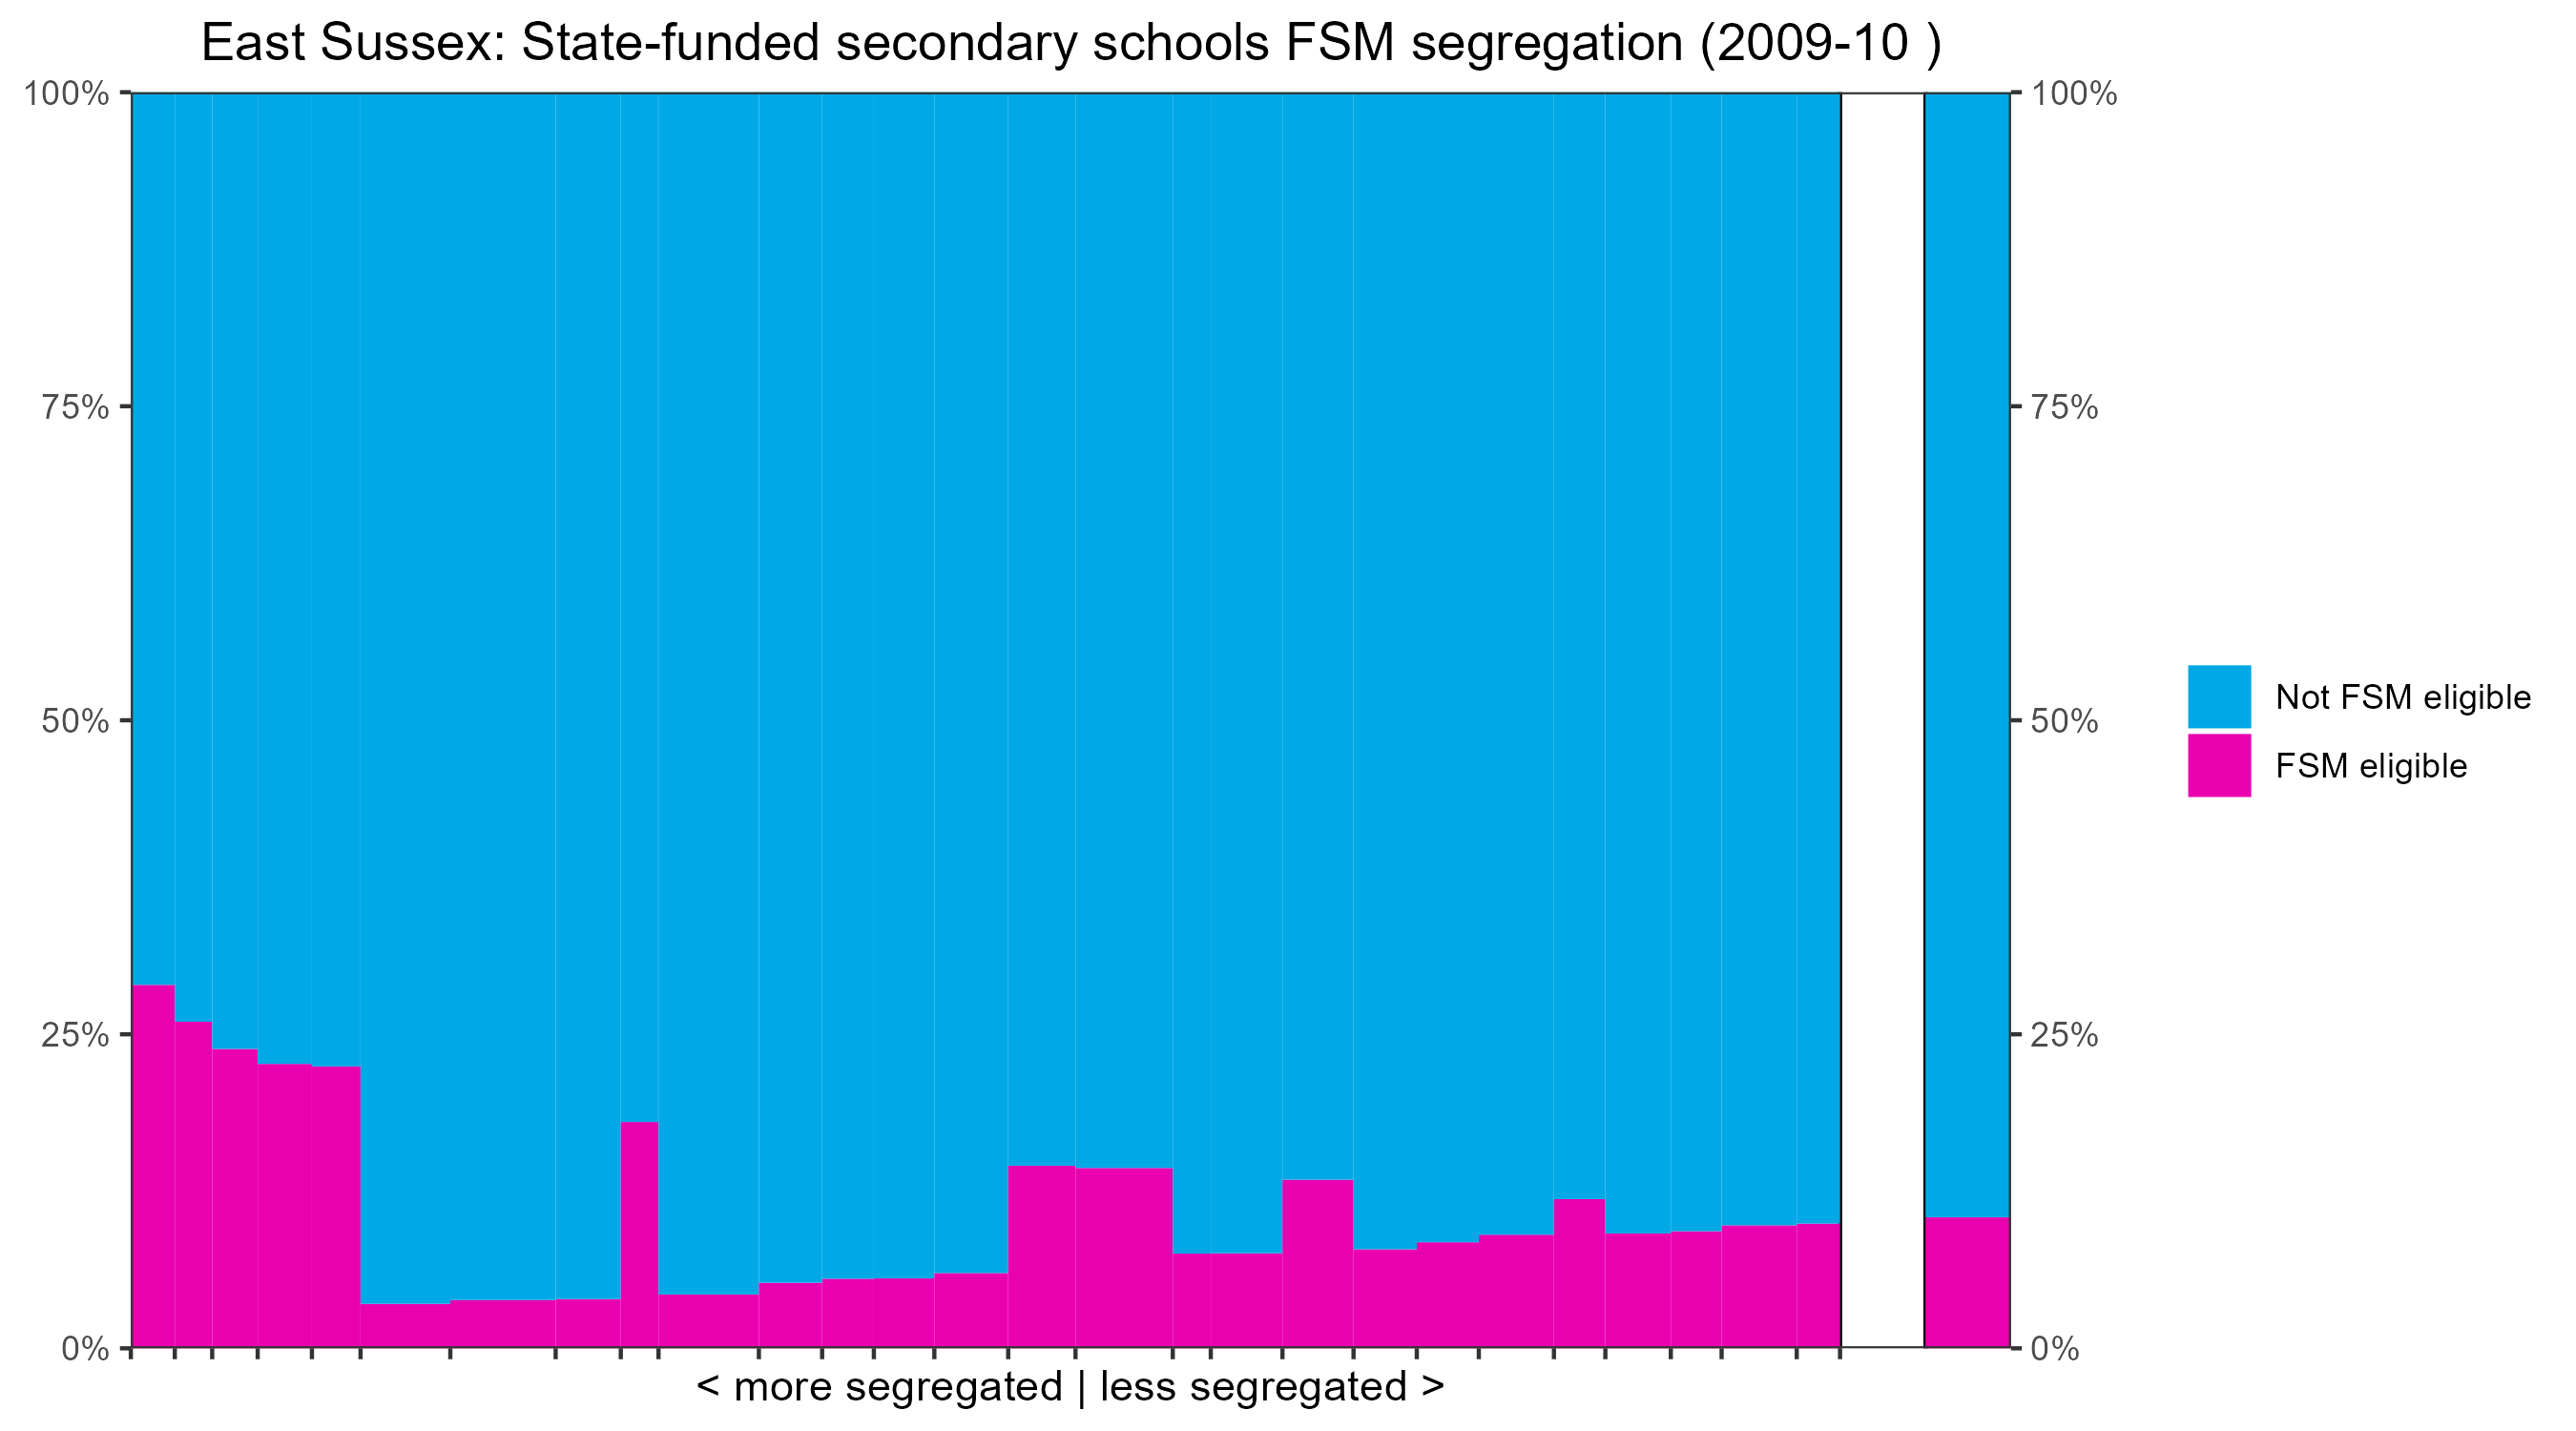 East Sussex: State-funded secondary schools FSM segregation (2009-10 )
100%
75%
50%
25%
0%
100%
75%
50%
25%
0%
Not FSM eligible
FSM eligible
< more segregated | less segregated >